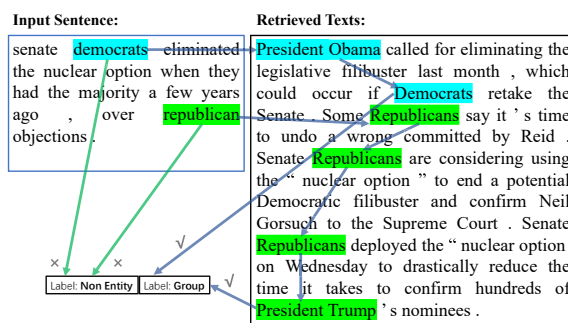 Input Sentence:
senate democrats eliminated
the nuclear option when they
had the majority a few years
ago , over republican
objections .
Retrieved Texts:
President Obama called for eliminating the
legislative filibuster last month , which
could occur if Democrats retake the
Senate . Some Republicans say it ’ s time
to undo a wrong committed by Reid .
Senate Republicans are considering using
the “ nuclear option ” to end a potential
Democratic filibuster and confirm Neil
Gorsuch to the Supreme Court . Senate
Republicans deployed the “ nuclear option
on Wednesday to drastically reduce the
time it takes to confirm hundreds of
President Trump ’ s nominees .
× × √ √
Label: Non Entity Label: Group